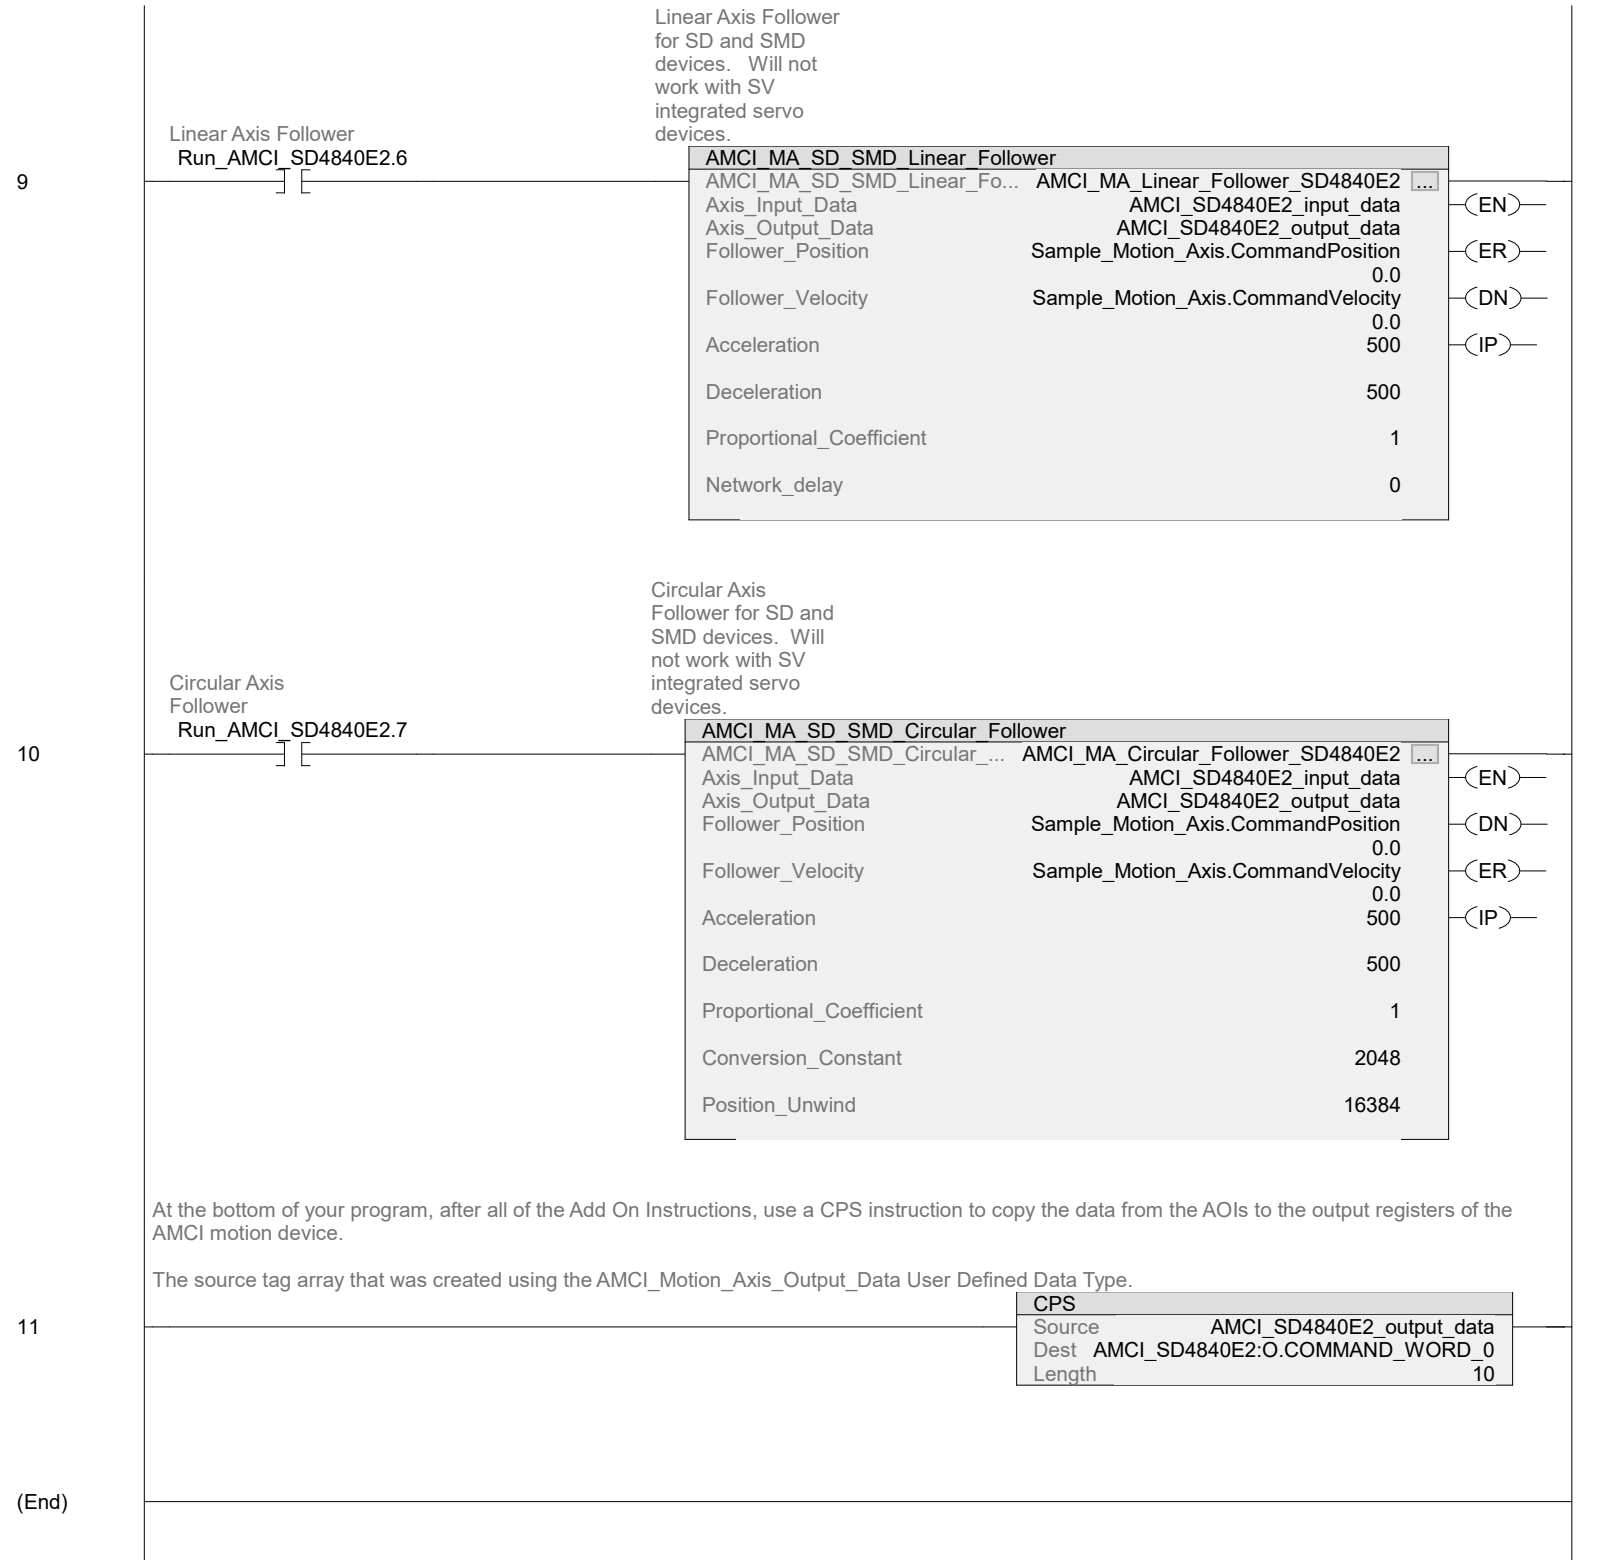 Linear Axis Follower
for SD and SMD
devices.   Will not
work with SV
integrated servo
devices.
Linear Axis Follower
Run_AMCI_SD4840E2.6
9
AMCI_MA_SD_SMD_Linear_Follower
AMCI_MA_SD_SMD_Linear_Fo... AMCI_MA_Linear_Follower_SD4840E2 ...
Axis_Input_Data AMCI_SD4840E2_input_data (EN)
Axis_Output_Data AMCI_SD4840E2_output_data
Follower_Position Sample_Motion_Axis.CommandPosition (ER)
0.0
Follower_Velocity Sample_Motion_Axis.CommandVelocity (DN)
0.0
Acceleration 500 (IP)
Deceleration 500
Proportional_Coefficient 1
Network_delay 0
Circular Axis
Follower for SD and
SMD devices.  Will
not work with SV
integrated servo
devices.
Circular Axis
Follower
Run_AMCI_SD4840E2.7
10
AMCI_MA_SD_SMD_Circular_Follower
AMCI_MA_SD_SMD_Circular_... AMCI_MA_Circular_Follower_SD4840E2 ...
Axis_Input_Data AMCI_SD4840E2_input_data (EN)
Axis_Output_Data AMCI_SD4840E2_output_data
Follower_Position Sample_Motion_Axis.CommandPosition (DN)
0.0
Follower_Velocity Sample_Motion_Axis.CommandVelocity (ER)
0.0
Acceleration 500 (IP)
Deceleration 500
Proportional_Coefficient 1
Conversion_Constant 2048
Position_Unwind 16384
At the bottom of your program, after all of the Add On Instructions, use a CPS instruction to copy the data from the AOIs to the output registers of the
AMCI motion device.
The source tag array that was created using the AMCI_Motion_Axis_Output_Data User Defined Data Type.
11
CPS
Source AMCI_SD4840E2_output_data
Dest AMCI_SD4840E2:O.COMMAND_WORD_0
Length 10
(End)